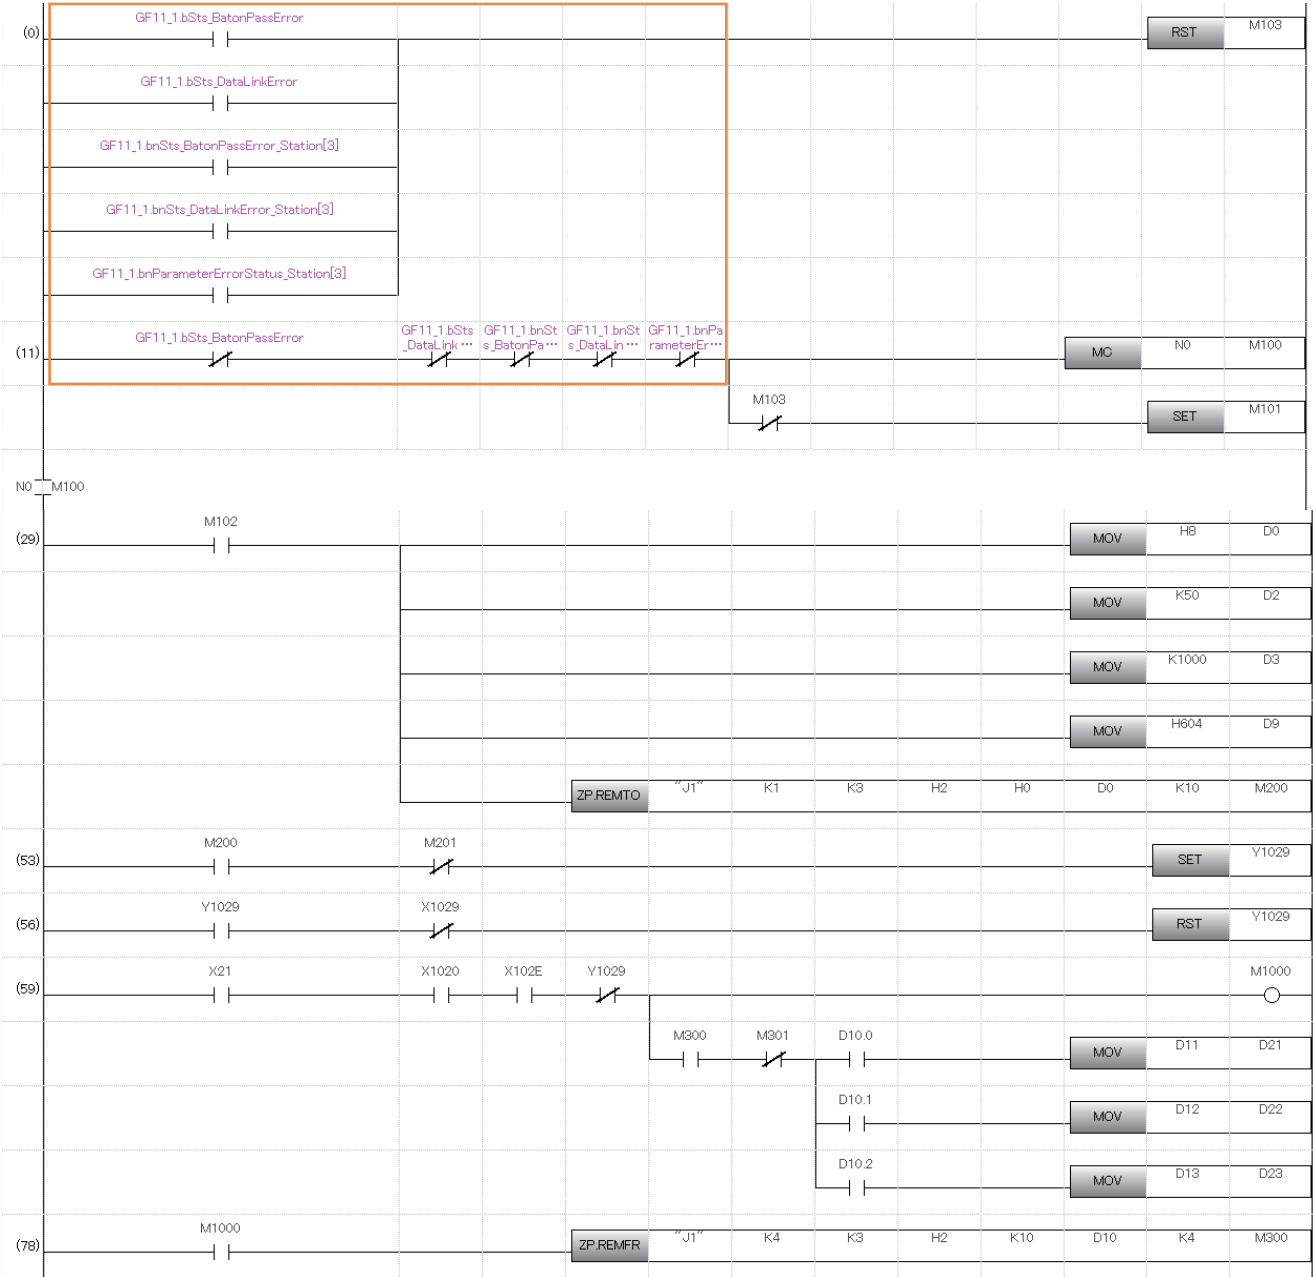 GF11_1.bSts_BatonPassError
(0) RST M103
GF11_1.bSts_DataLinkError
GF11_1.bnSts_BatonPassError_Station[3]
GF11_1.bnSts_DataLinkError_Station[3]
GF11_1.bnParameterErrorStatus_Station[3]
GF11_1.bSts_BatonPassError GF11_1.bSts_DataLink… GF11_1.bnSts_BatonPa… GF11_1.bnSts_DataLin… GF11_1.bnParameterEr…
(11) MC N0 M100
M103
SET M101
N0 M100
M102
(29) MOV H8 D0
MOV K50 D2
MOV K1000 D3
MOV H604 D9
ZP.REMTO "J1" K1 K3 H2 H0 D0 K10 M200
M200 M201
(53) SET Y1029
Y1029 X1029
(56) RST Y1029
X21 X1020 X102E Y1029 M1000
(59)
M300 M301 D10.0
MOV D11 D21
D10.1
MOV D12 D22
D10.2
MOV D13 D23
M1000
(78) ZP.REMFR "J1" K4 K3 H2 K10 D10 K4 M300